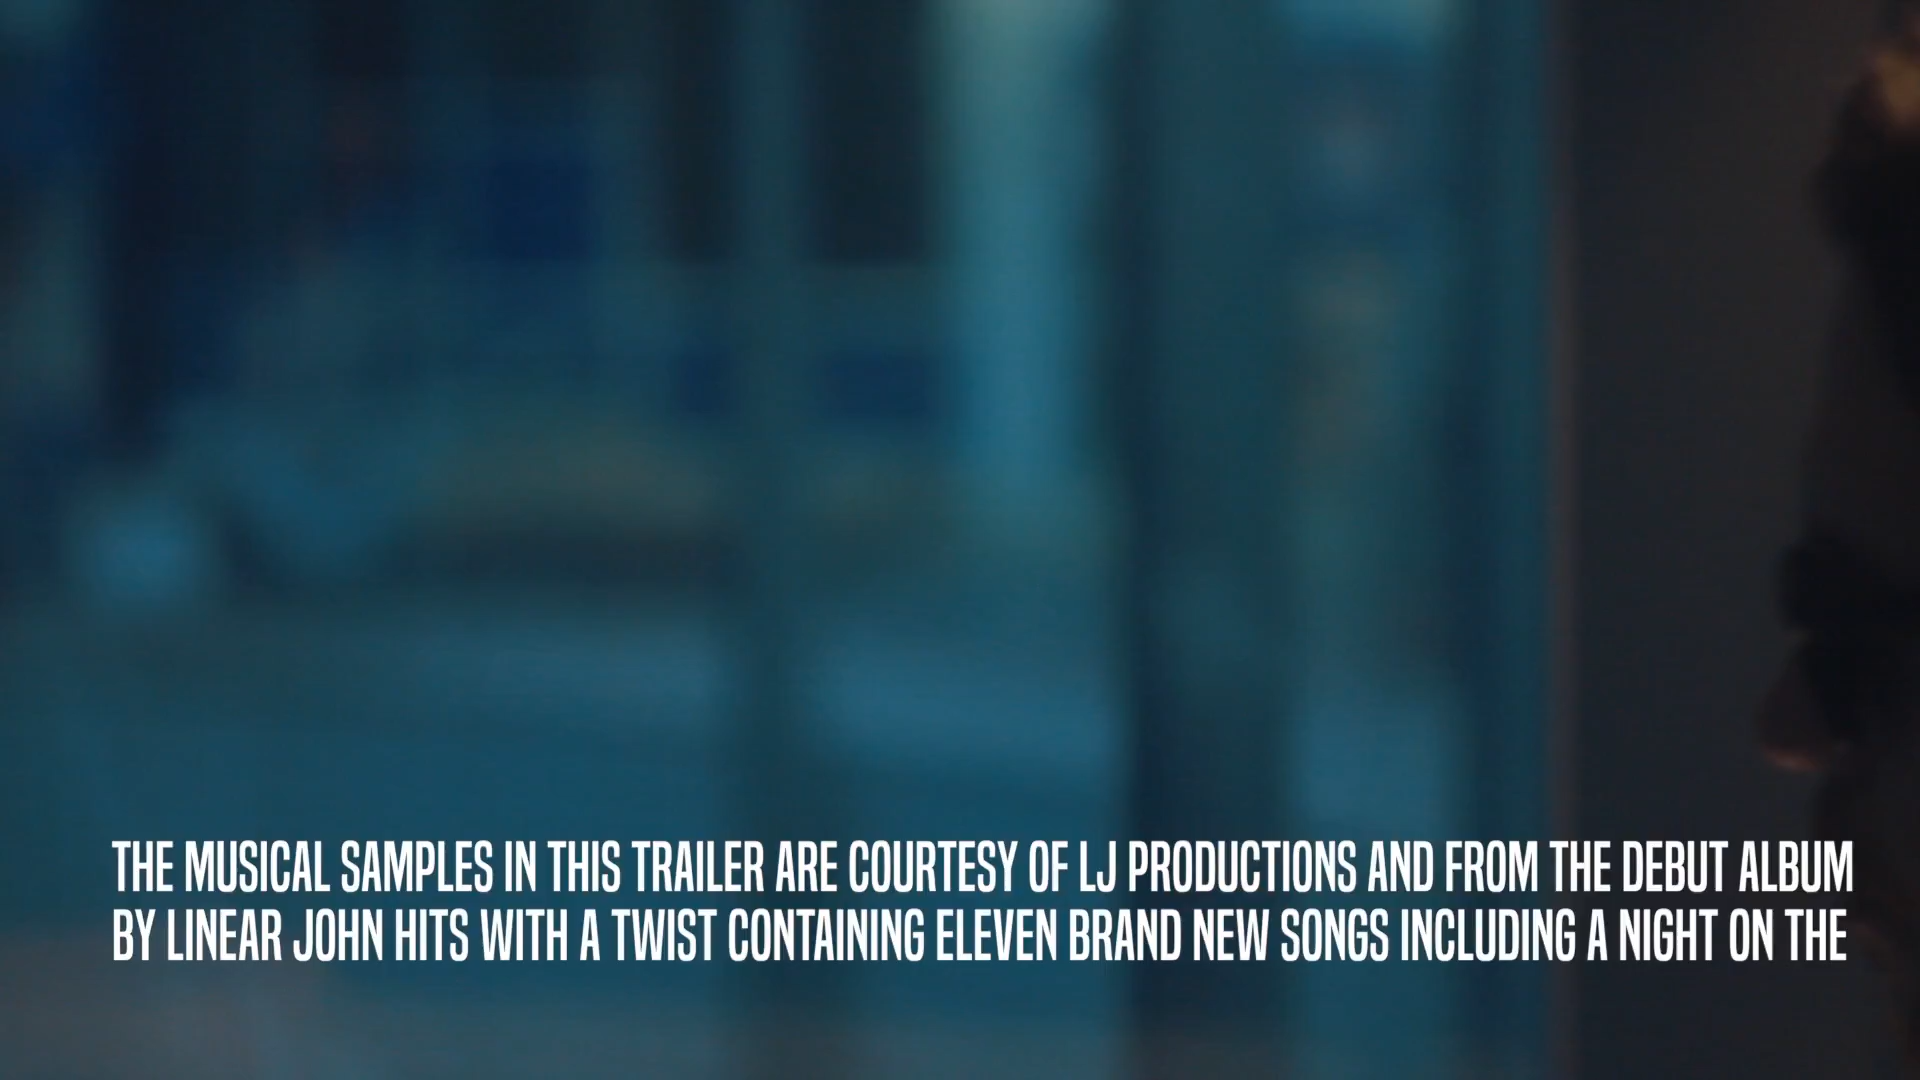 THE MUSICAL SAMPLES IN THIS TRAILER ARE COURTESY OF LJ PRODUCTIONS AND FROM THE DEBUT ALBUM
BY LINEAR JOHN HITS WITH A TWIST CONTAINING ELEVEN BRAND NEW SONGS INCLUDING A NIGHT ON THE